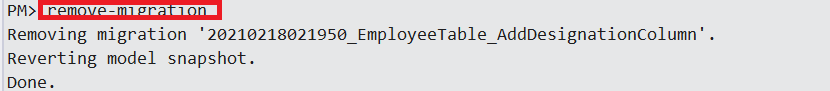 PM> remove-migration
Removing migration '20210218021950_EmployeeTable_AddDesignationColumn'.
Reverting model snapshot.
Done.